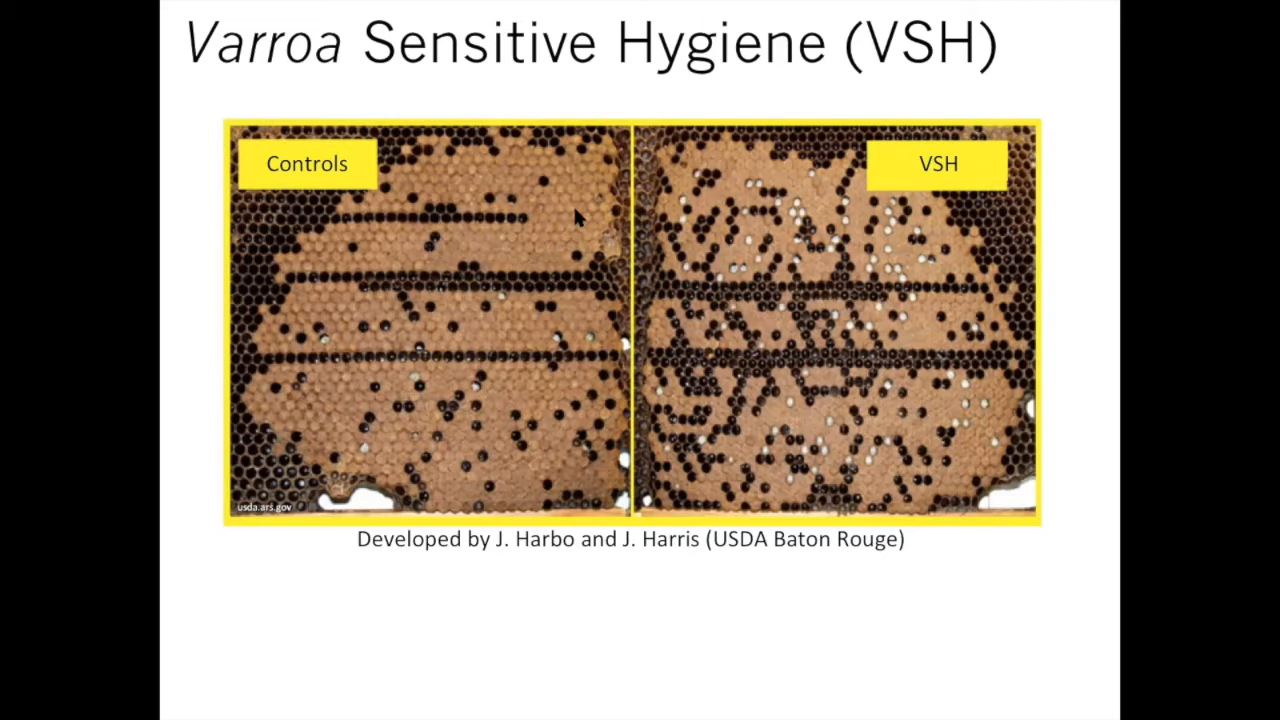 Varroa Sensitive Hygiene (VSH)
Controls
VSH
usda.ars.gov
Developed by J. Harbo and J. Harris (USDA Baton Rouge)